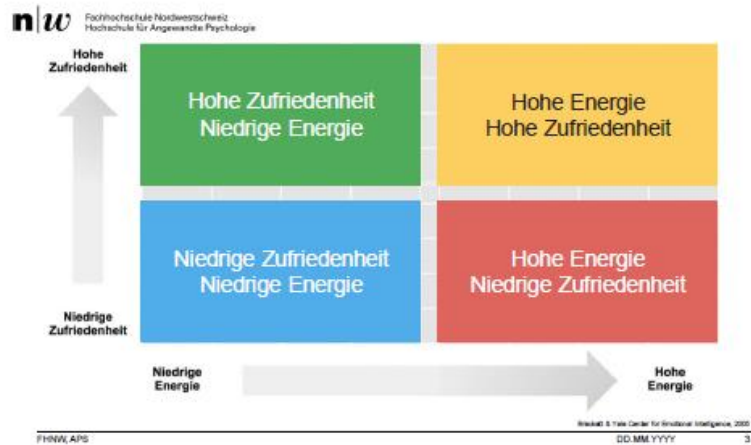 n|w Fachhochschule Nordwestschweiz
Hochschule für Angewandte Psychologie
Hohe
Zufriedenheit
Hohe Zufriedenheit
Niedrige Energie
Hohe Energie
Hohe Zufriedenheit
Niedrige Zufriedenheit
Niedrige Energie
Hohe Energie
Niedrige Zufriedenheit
Niedrige
Zufriedenheit
Niedrige
Energie
Hohe
Energie
& Yale Center for Emotional Intelligence,
FHNW, APS
DD.MM.YYYY
3